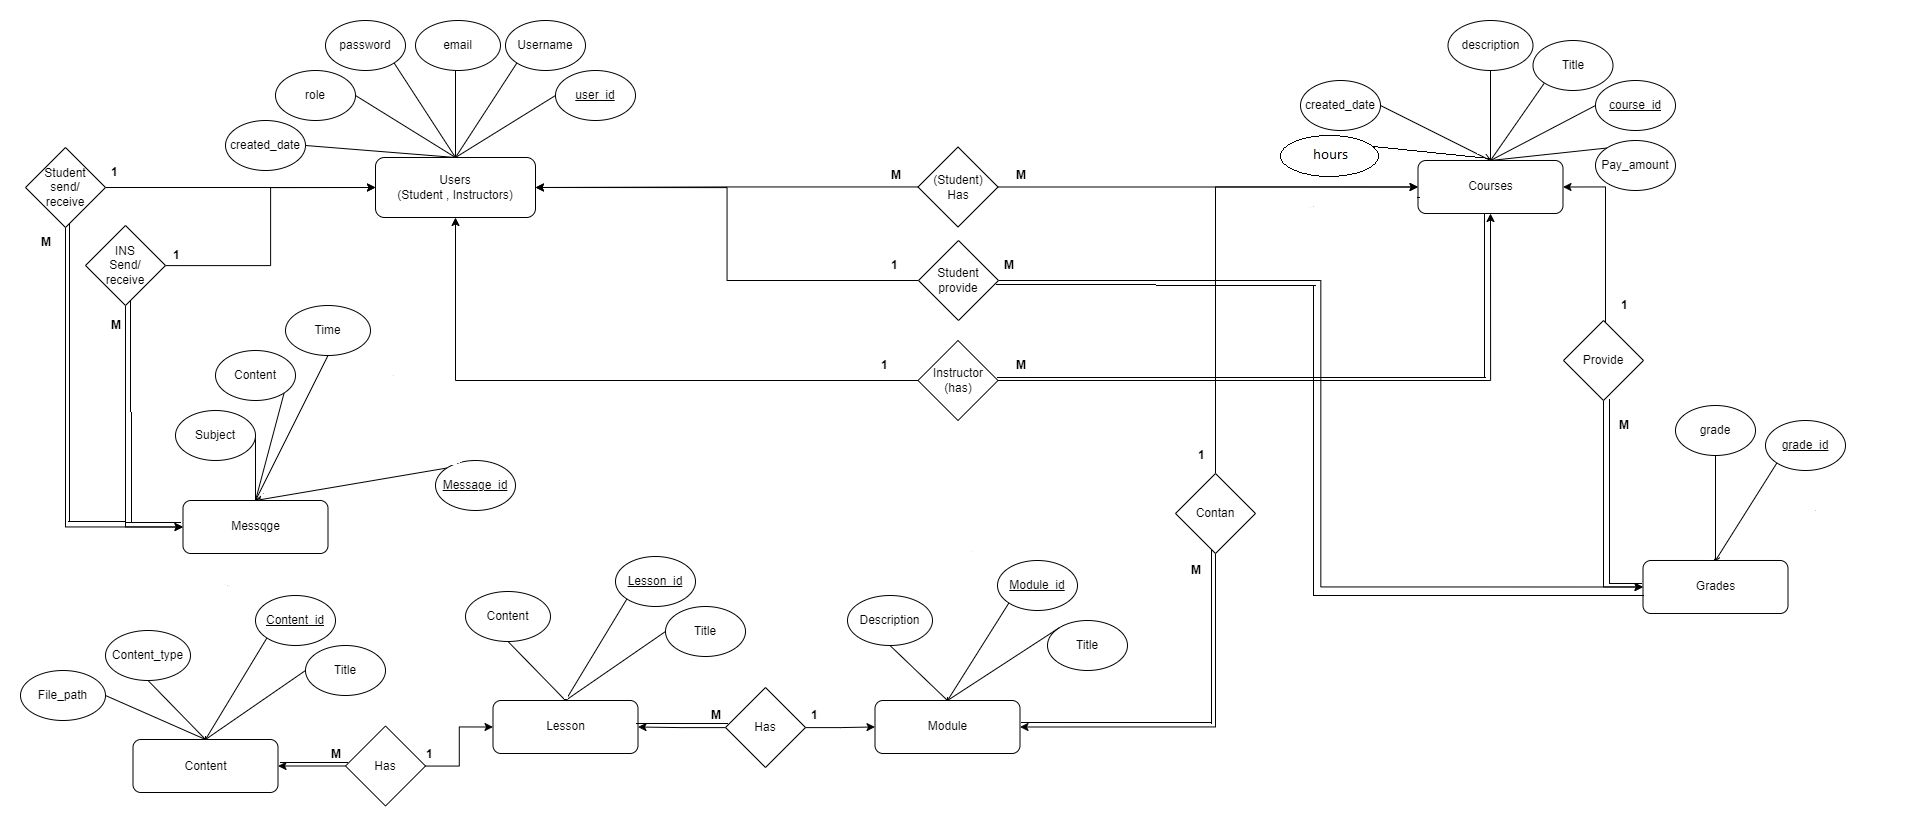 password
email
Username
description
Title
role
user_id
created_date
course_id
created_date
hours
Pay_amount
Student
send/
receive
1
Users
(Student , Instructors)
M
(Student)
Has
M
Courses
M
INS
Send/
receive
1
1
Student
provide
M
1
M
Time
Content
Subject
Message_id
Messqge
1
Instructor
(has)
M
Provide
M
grade
grade_id
Grades
1
Contan
M
Content_id
Content_type
Title
File_path
Content
M
Has
1
Lesson_id
Content
Title
Lesson
M
Has
1
Module_id
Description
Title
Module